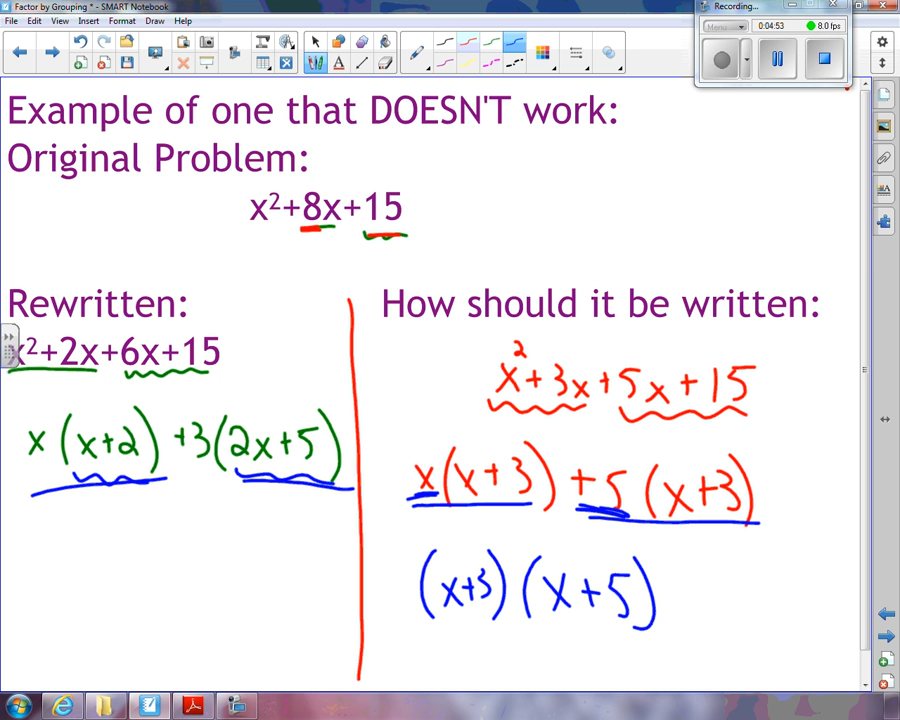 Factor by Grouping * - SMART Notebook
File Edit View Insert Format Draw Help
Recording...
Menu
0:04:53
8.0 fps
Example of one that DOESN'T work:
Original Problem:
x²+8x+15
Rewritten:
x²+2x+6x+15
x(x+2)+3(2x+5)
How should it be written:
x²+3x+5x+15
x(x+3)+5(x+3)
(x+3)(x+5)